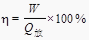 η = W/Q放 × 100 %